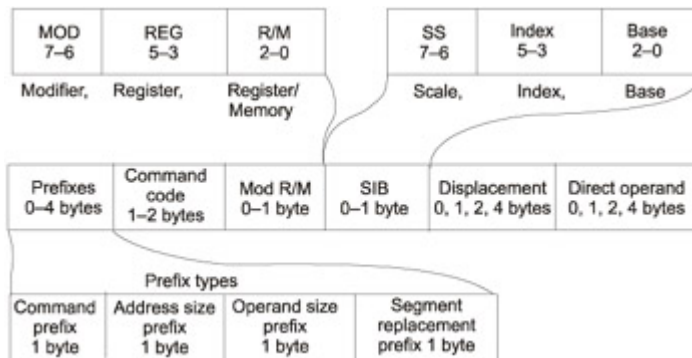 MOD REG R/M SS Index Base
7–6 5–3 2–0 7–6 5–3 2–0
Modifier, Register, Register/ Memory Scale, Index, Base
Prefixes Command code Mod R/M SIB Displacement Direct operand
0–4 bytes 1–2 bytes 0–1 byte 0–1 byte 0, 1, 2, 4 bytes 0, 1, 2, 4 bytes
Prefix types
Command Address size Operand size Segment
prefix prefix prefix replacement
1 byte 1 byte 1 byte prefix 1 byte